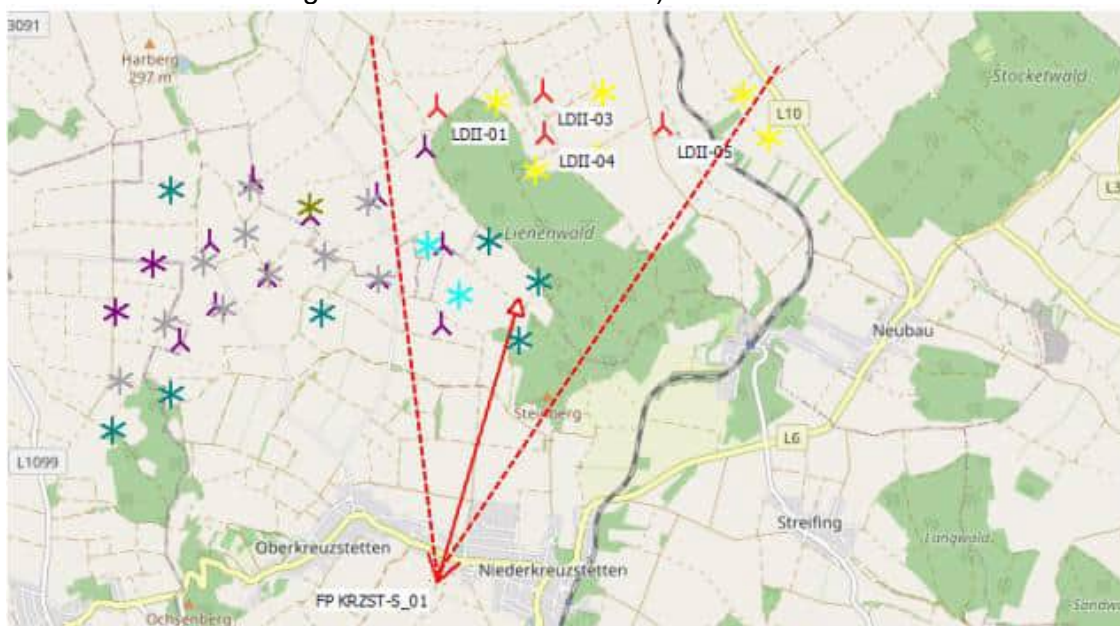 3091
Harberg
297 m
Stocketwald
LDII-03
L10
LDII-01
LDII-04
LDII-05
Lienenwald
Neubau
Steinberg
L6
L1099
Streifing
Oberkreuzstetten
Niederkreuzstetten
Langwald
FP KRZST-S_01
Ochsenberg